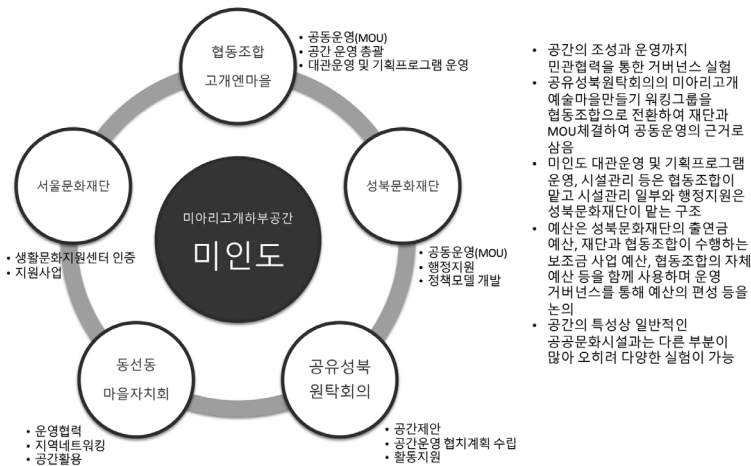 협동조합
고개엔마을
• 공동운영(MOU)
• 공간 운영 총괄
• 대관운영 및 기획프로그램 운영
서울문화재단
• 생활문화지원센터 인증
• 지원사업
성북문화재단
• 공동운영(MOU)
• 행정지원
• 정책모델 개발
미아리고개하부공간
미인도
동선동
마을자치회
• 운영협력
• 지역네트워킹
• 공간활용
공유성북
원탁회의
• 공간제안
• 공간운영 협치계획 수립
• 활동지원
• 공간의 조성과 운영까지
민관협력을 통한 거버넌스 실험
• 공유성북원탁회의의 미아리고개
예술마을만들기 워킹그룹을
협동조합으로 전환하여 재단과
MOU체결하여 공동운영의 근거로
삼음
• 미인도 대관운영 및 기획프로그램
운영, 시설관리 등은 협동조합이
맡고 시설관리 일부와 행정지원은
성북문화재단이 맡는 구조
• 예산은 성북문화재단의 출연금
예산, 재단과 협동조합이 수행하는
보조금 사업 예산, 협동조합의 자체
예산 등을 함께 사용하며 운영
거버넌스를 통해 예산의 편성 등을
논의
• 공간의 특성상 일반적인
공공문화시설과는 다른 부분이
많아 오히려 다양한 실험이 가능